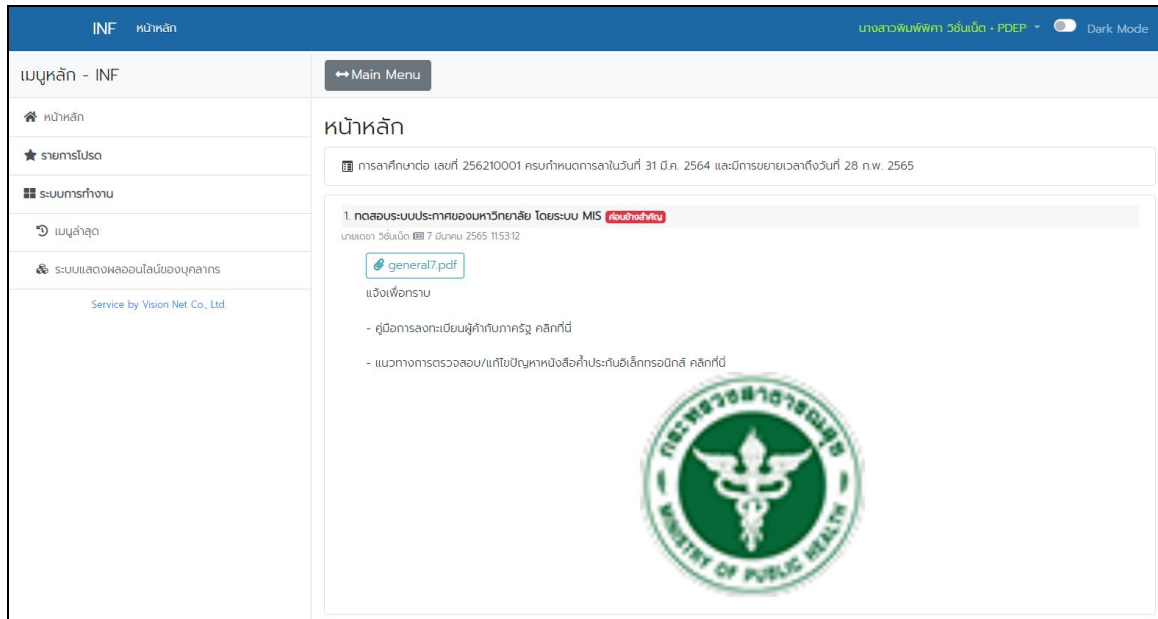 INF หน้าหลัก
นางสาวพิมพ์พิศา วิชั่นเน็ต • PDEP
Dark Mode
เมนูหลัก - INF
Main Menu
หน้าหลัก
รายการโปรด
ระบบการทำงาน
เมนูล่าสุด
ระบบแสดงผลออนไลน์ของบุคลากร
Service by Vision Net Co., Ltd.
หน้าหลัก
การลาศึกษาต่อ เลขที่ 256210001 ครบกำหนดการลาในวันที่ 31 มี.ค. 2564 และมีการขยายเวลาถึงวันที่ 28 ก.พ. 2565
1. ทดสอบระบบประกาศของมหาวิทยาลัย โดยระบบ MIS ค่อนข้างสำคัญ
นายเดชา วิชั่นเน็ต 7 มีนาคม 2565 11:53:12
general7.pdf
แจ้งเพื่อทราบ
- คู่มือการลงทะเบียนผู้ค้ากับภาครัฐ คลิกที่นี่
- แนวทางการตรวจสอบ/แก้ไขปัญหาหนังสือค้ำประกันอิเล็กทรอนิกส์ คลิกที่นี่
กระทรวงสาธารณสุข
MINISTRY OF PUBLIC HEALTH